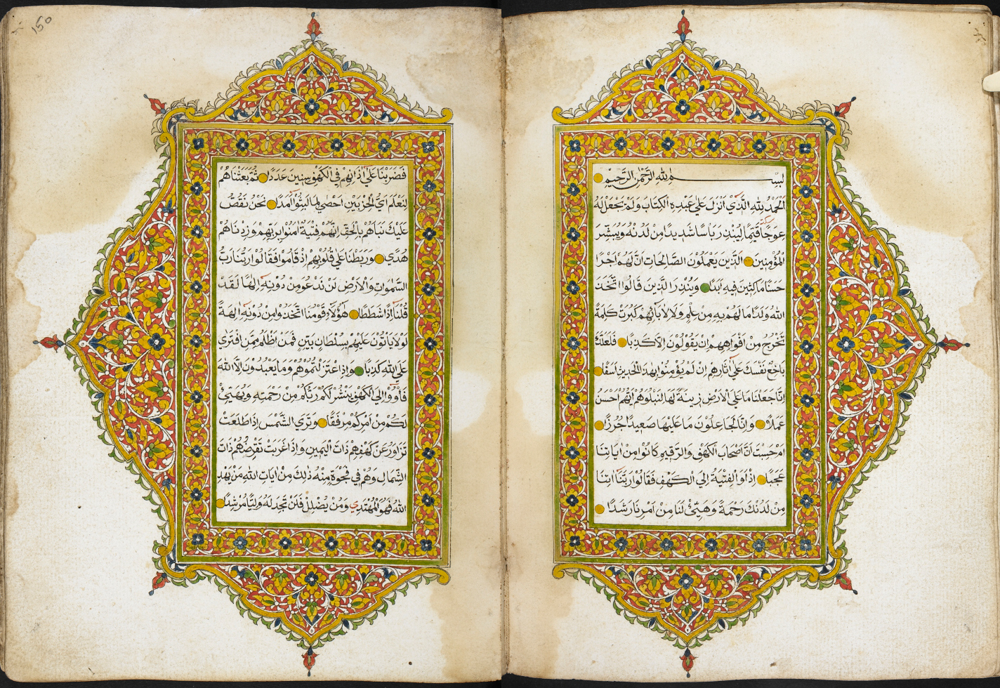 بسم الله الرحمن الرحيم
الحمد لله الذي انزل على عبده الكتاب ولم يجعل له
عوجا قيما لينذر باسا شديدا من لدنه ويبشر
المؤمنين الذين يعملون الصالحات ان لهم اجرا
حسنا ماكثين فيه ابدا وينذر الذين قالوا اتخذ
الله ولدا ما لهم به من علم ولا لابائهم كبرت كلمة
تخرج من افواههم ان يقولون الا كذبا فلعلك
باخع نفسك على اثارهم ان لم يؤمنوا بهذا الحديث اسفا
انا جعلنا ما على الارض زينة لها لنبلوهم ايهم احسن
عملا وانا لجاعلون ما عليها صعيدا جرزا
ام حسبت ان اصحاب الكهف والرقيم كانوا من اياتنا
عجبا اذ اوى الفتية الى الكهف فقالوا ربنا اتنا
من لدنك رحمة وهيئ لنا من امرنا رشدا
150
فضربنا على اذانهم في الكهف سنين عددا ثم بعثناهم
لنعلم اي الحزبين احصى لما لبثوا امدا نحن نقص
عليك نباهم بالحق انهم فتية امنوا بربهم وزدناهم
هدى وربطنا على قلوبهم اذ قاموا فقالوا ربنا رب
السموات والارض لن ندعو من دونه الها لقد
قلنا اذا شططا هؤلاء قومنا اتخذوا من دونه الهة
لولا ياتون عليهم بسلطان بين فمن اظلم ممن افترى
على الله كذبا واذ اعتزلتموهم وما يعبدون الا الله
فأووا الى الكهف ينشر لكم ربكم من رحمته ويهيئ
لكم من امركم مرفقا وترى الشمس اذا طلعت
تزاور عن كهفهم ذات اليمين واذا غربت تقرضهم ذات
الشمال وهم في فجوة منه ذلك من ايات الله من يهد
الله فهو المهتدي ومن يضلل فلن تجد له وليا مرشدا